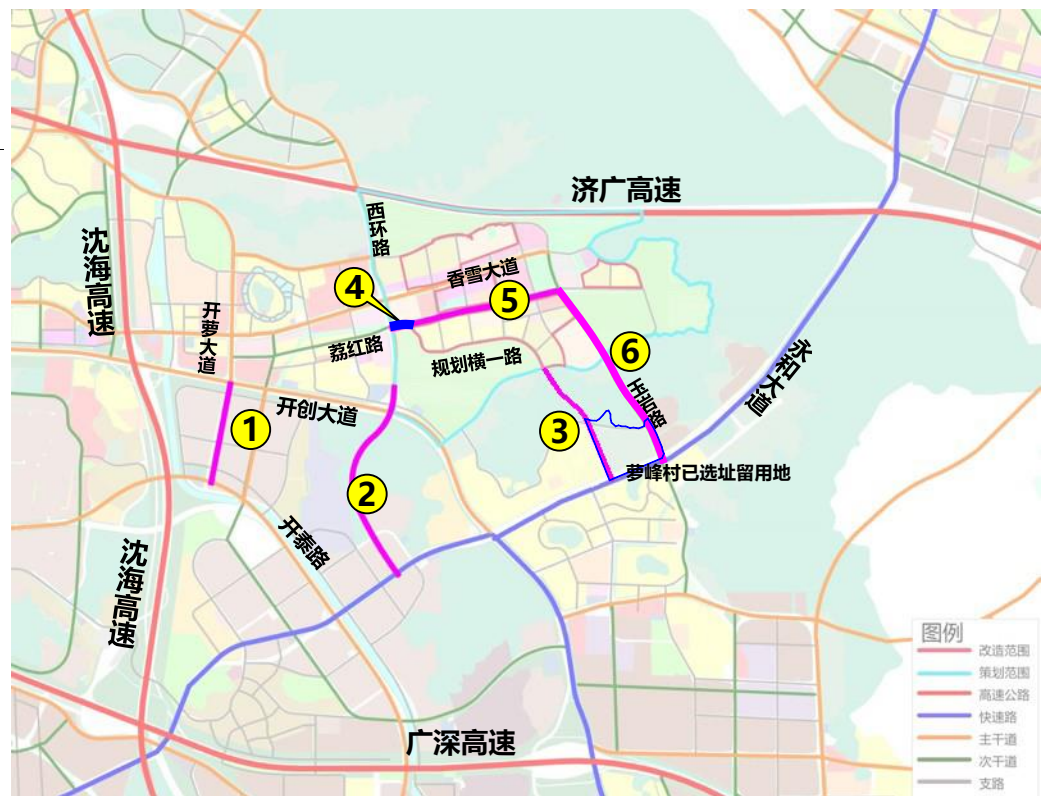 济广高速
西环路
沈海高速
香雪大道
④
⑤
开萝大道
荔红路
规划横一路
⑥
永和大道
开创大道
①
③
萝峰村已选址留用地
②
开泰路
沈海高速
广深高速
图例
改造范围
策划范围
高速公路
快速路
主干道
次干道
支路